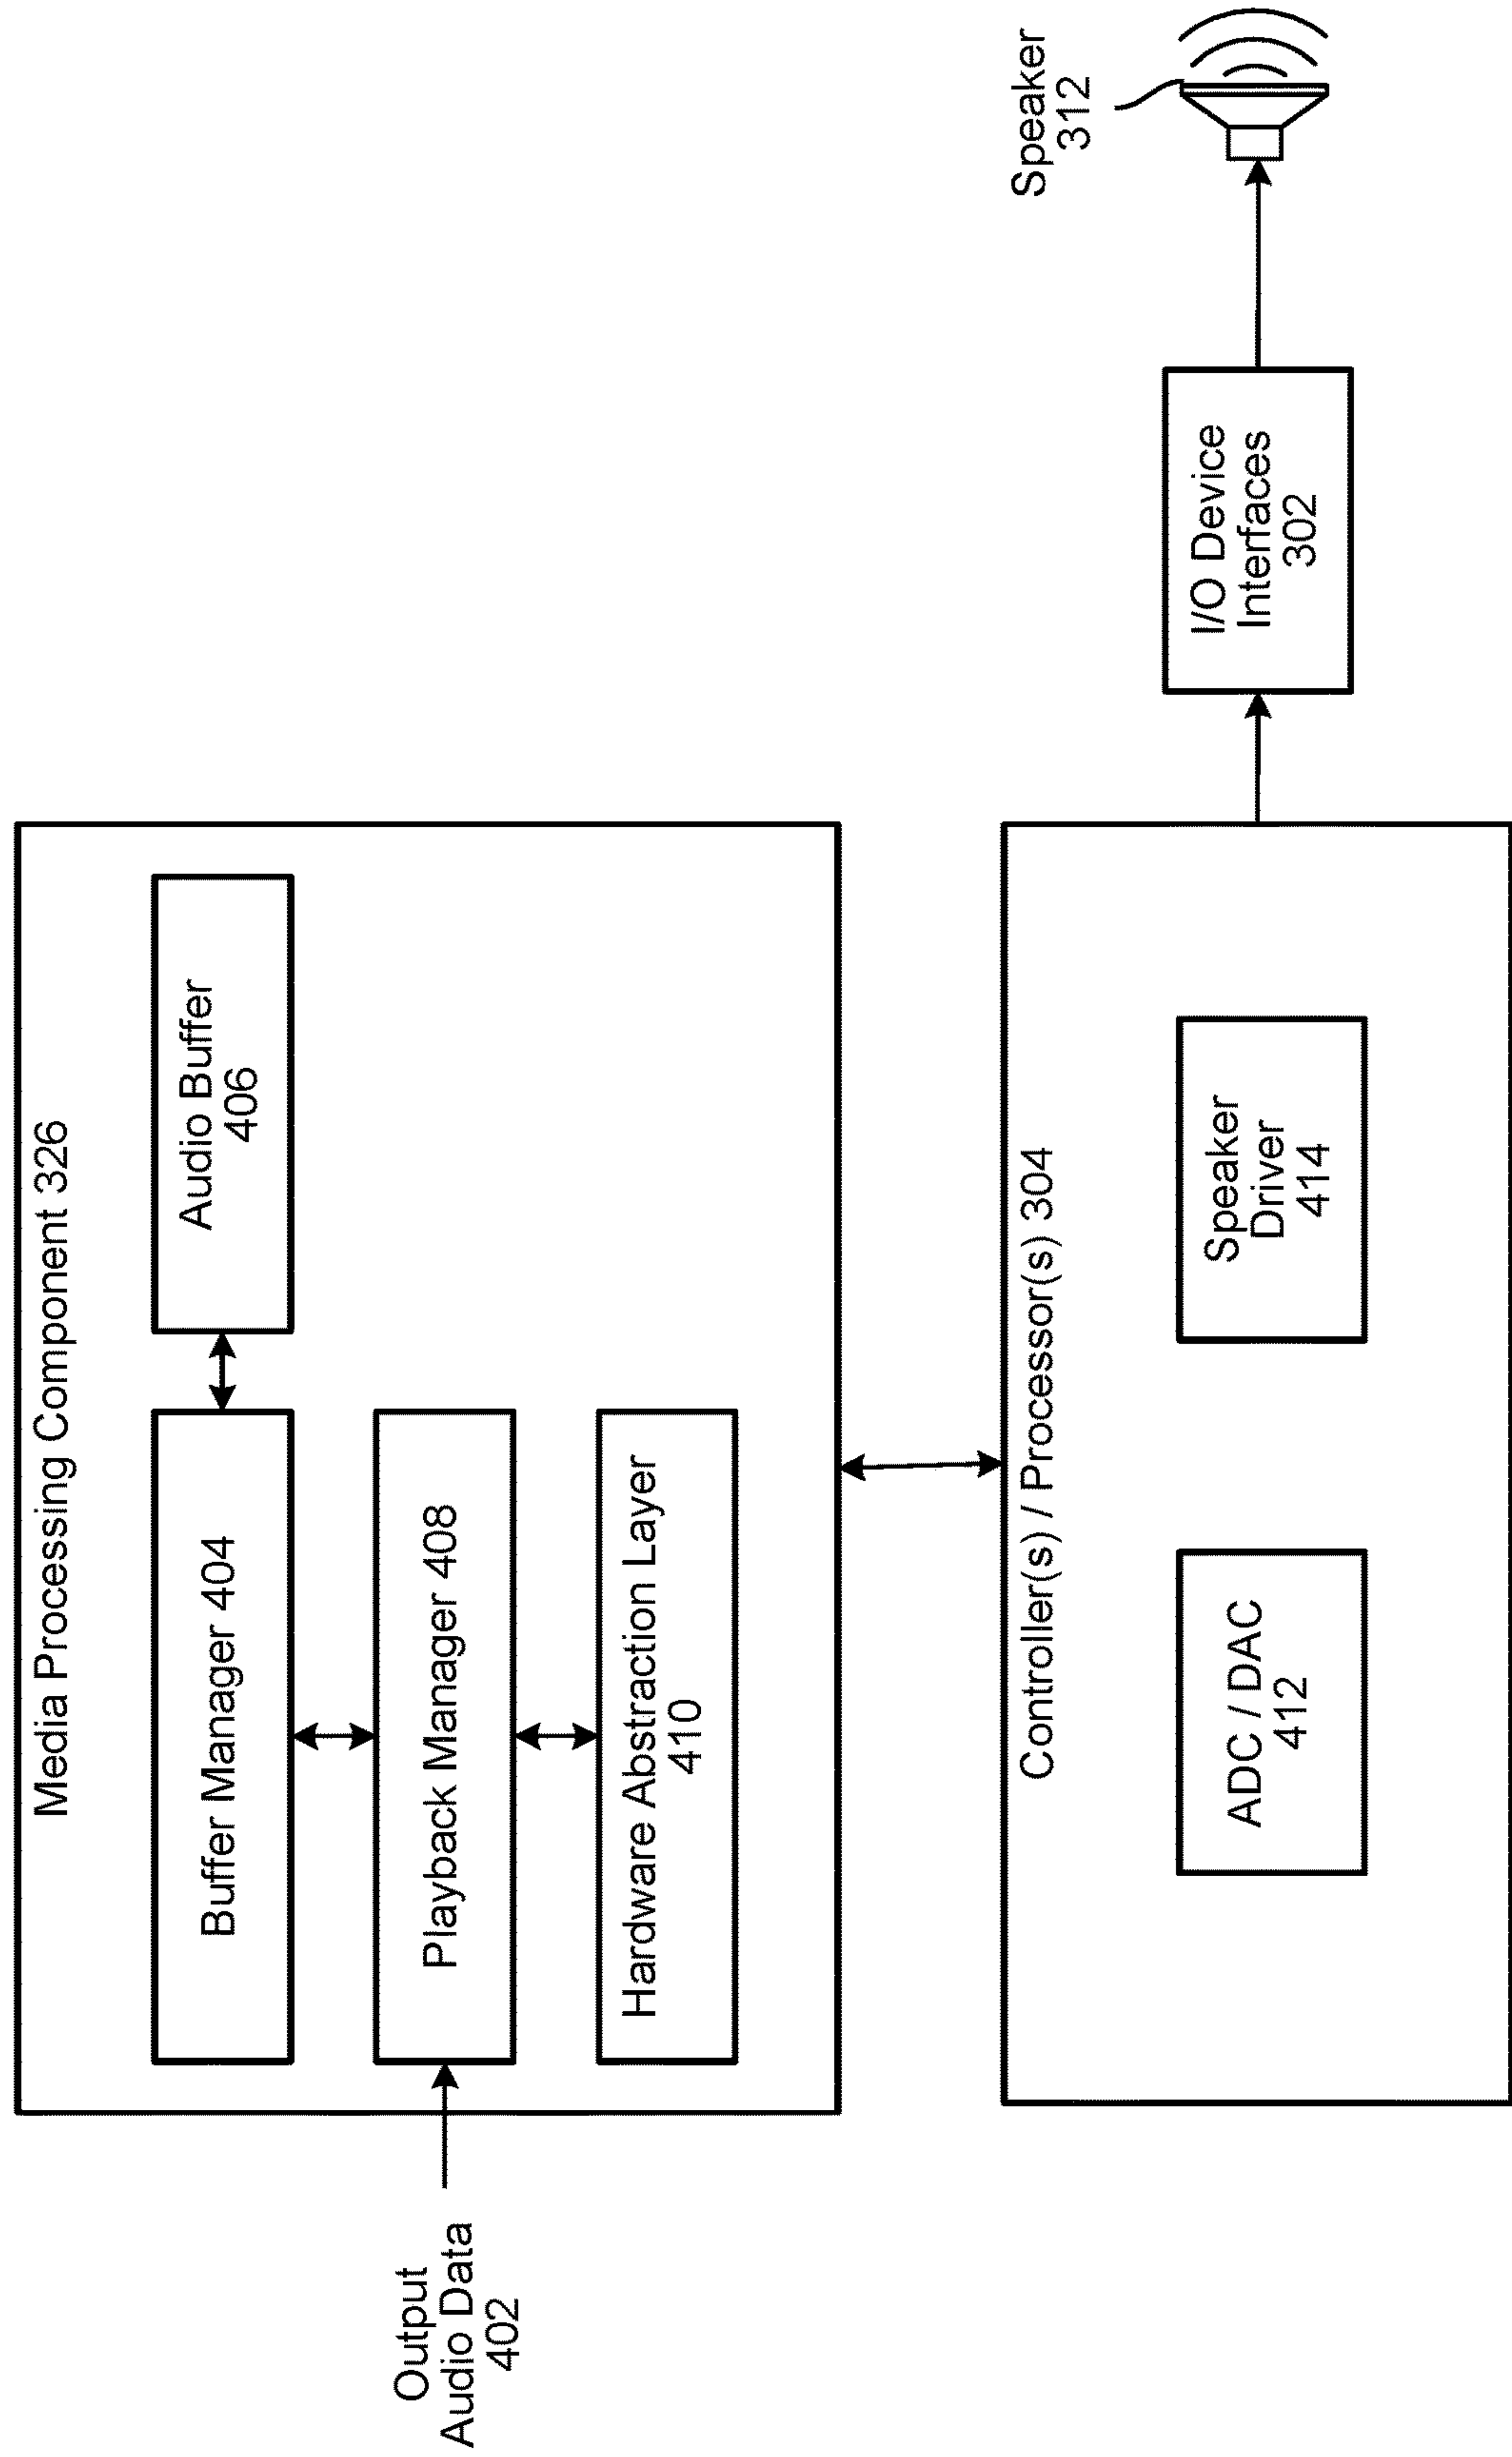 Media Processing Component 326
Buffer Manager 404
Audio Buffer
406
Output
Audio Data
402
Playback Manager 408
Hardware Abstraction Layer
410
Controller(s) / Processor(s) 304
ADC / DAC
412
Speaker
Driver
414
I/O Device
Interfaces
302
Speaker
312